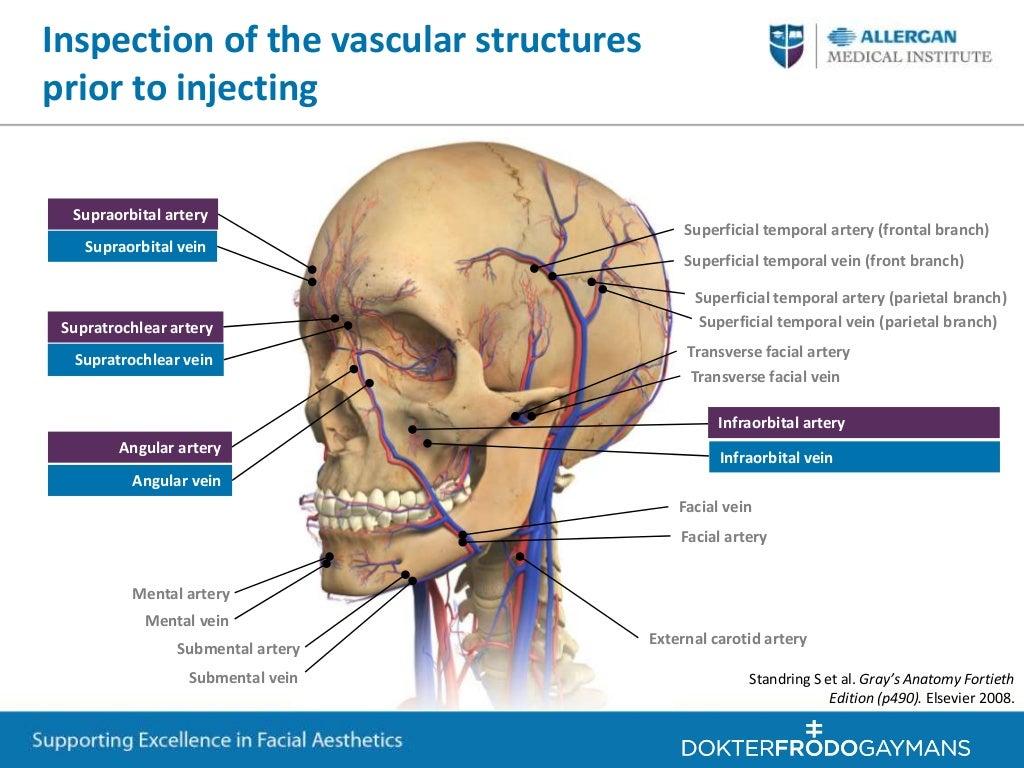 Inspection of the vascular structures
prior to injecting
ALLERGAN
MEDICAL INSTITUTE
Supraorbital artery
Supraorbital vein
Supratrochlear artery
Supratrochlear vein
Angular artery
Angular vein
Mental artery
Mental vein
Submental artery
Submental vein
Superficial temporal artery (frontal branch)
Superficial temporal vein (front branch)
Superficial temporal artery (parietal branch)
Superficial temporal vein (parietal branch)
Transverse facial artery
Transverse facial vein
Infraorbital artery
Infraorbital vein
Facial vein
Facial artery
External carotid artery
Standring S et al. Gray’s Anatomy Fortieth
Edition (p490). Elsevier 2008.
Supporting Excellence in Facial Aesthetics
DOKTERFRODOGAYMANS